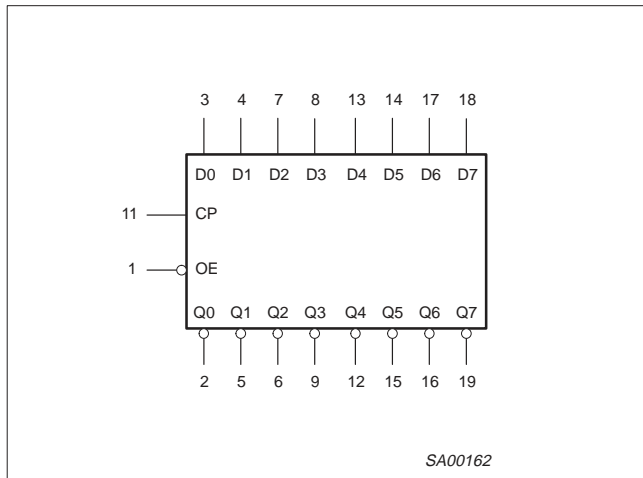 3 4 7 8 13 14 17 18
D0 D1 D2 D3 D4 D5 D6 D7
11 CP
1 OE
Q0 Q1 Q2 Q3 Q4 Q5 Q6 Q7
2 5 6 9 12 15 16 19
SA00162